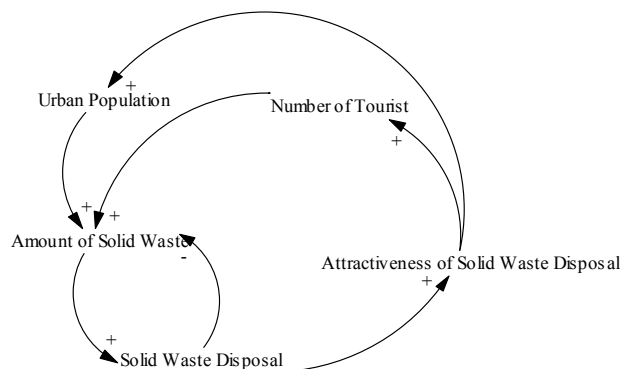 +
Urban Population
Number of Tourist
+
+
+
Amount of Solid Waste
-
Attractiveness of Solid Waste Disposal
+
+
Solid Waste Disposal